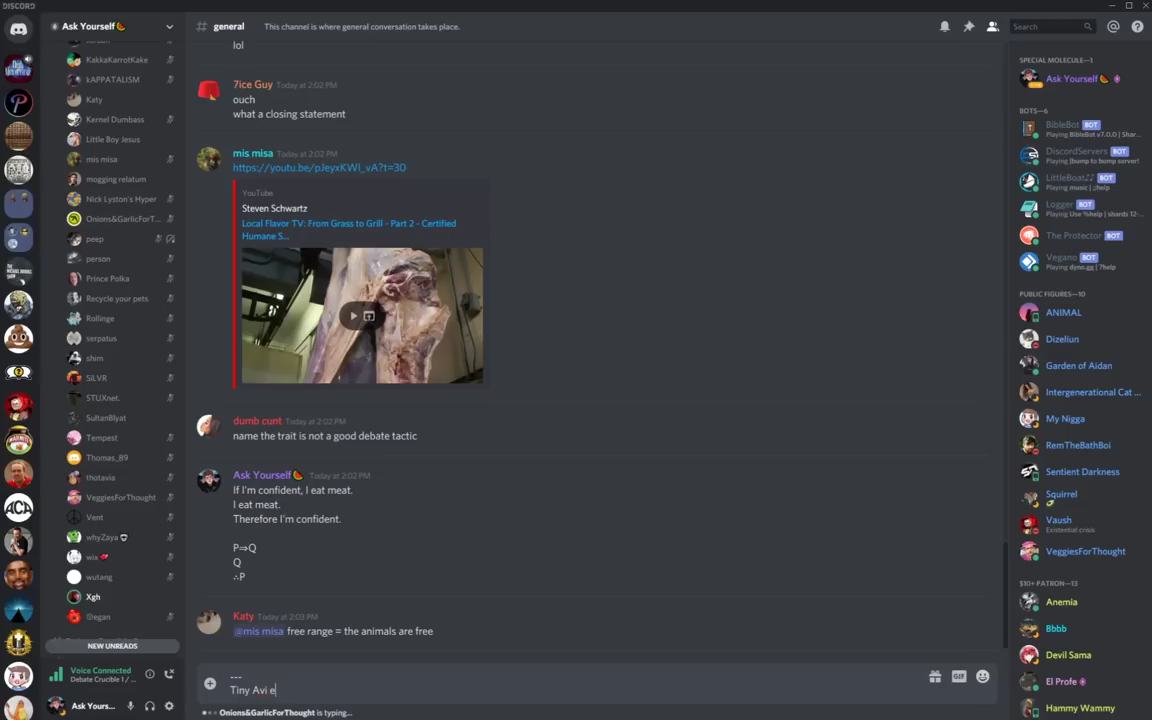 DISCORD
Ask Yourself🍉
# general
This channel is where general conversation takes place.
Search
KakkaKarrotKake
kAPPATALISM
Katy
Kernel Dumbass
Little Boy Jesus
mis misa
mogging relatum
Nick Lyston's Hyper
Onions&GarlicForT...
peep
person
Prince Polka
Recycle your pets
Rollinge
serpatus
shim
SiLVR
STUXnet.
SultanBlyat
Tempest
Thomas_89
thotavia
VeggiesForThought
Vent
whyZaya
wix
wutang
Xgh
NEW UNREADS
Voice Connected
Debate Crucible 1 / ...
Ask Yours...
lol
7ice Guy Today at 2:02 PM
ouch
what a closing statement
mis misa Today at 2:02 PM
https://youtu.be/pJeyxKWI_vA?t=30
YouTube
Steven Schwartz
Local Flavor TV: From Grass to Grill - Part 2 - Certified
Humane S...
dumb cunt Today at 2:02 PM
name the trait is not a good debate tactic
Ask Yourself🍉 Today at 2:02 PM
If I'm confident, I eat meat.
I eat meat.
Therefore I'm confident.
P⇒Q
Q
∴P
Katy Today at 2:03 PM
@mis misa free range = the animals are free
---
Tiny Avi e
GIF
Onions&GarlicForThought is typing...
SPECIAL MOLECULE—1
Ask Yourself🍉
BOTS—6
BibleBot BOT
Playing BibleBot v7.0.0 | Shar...
DiscordServers BOT
Playing !bump to bump server!
LittleBoat♪♪ BOT
Playing music | ;;help
Logger BOT
Playing Use %help | shards 12-...
The Protector BOT
Vegano BOT
Playing dyno.gg | ?help
PUBLIC FIGURES—10
ANIMAL
Dizeliun
Garden of Aidan
Intergenerational Cat ...
My Nigga
RemTheBathBoi
Sentient Darkness
Squirrel
Vaush
Existential crisis
VeggiesForThought
$10+ PATRON—13
Anemia
Bbbb
Devil Sama
El Profe
Hammy Wammy